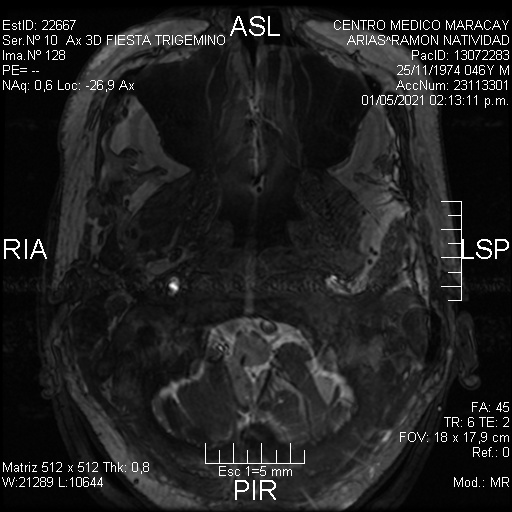 EstID: 22667
Ser.Nº 10 Ax 3D FIESTA TRIGEMINO
Ima.Nº 128
PE= --
NAq: 0,6 Loc: -26,9 Ax
ASL
CENTRO MEDICO MARACAY
ARIAS^RAMON NATIVIDAD
PacID: 13072283
25/11/1974 046Y M
AccNum: 23113301
01/05/2021 02:13:11 p.m.
RIA
LSP
Matriz 512 x 512 Thk: 0,8
W:21289 L:10644
Esc 1=5 mm
PIR
FA: 45
TR: 6 TE: 2
FOV: 18 x 17,9 cm
Ref.: 0
Mod.: MR